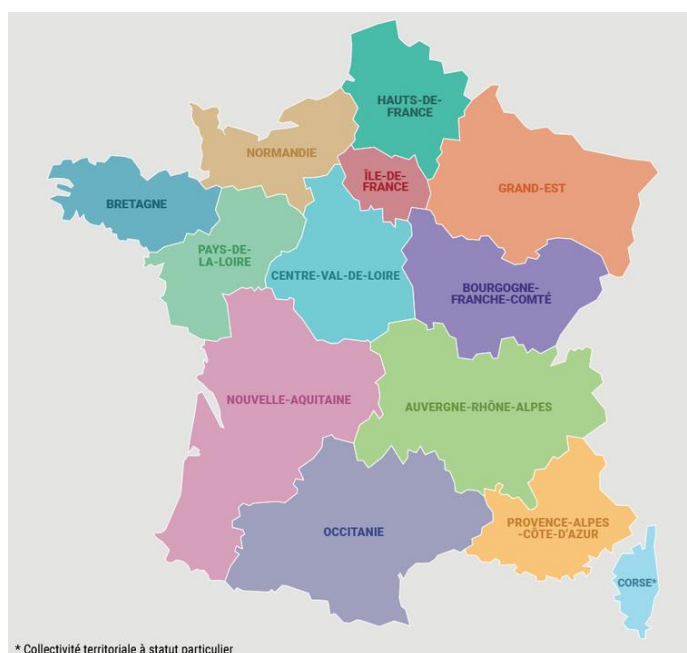 HAUTS-DE-
FRANCE
NORMANDIE
ÎLE-DE-
FRANCE
GRAND-EST
BRETAGNE
PAYS-DE-
LA-LOIRE
CENTRE-VAL-DE-LOIRE
BOURGOGNE-
FRANCHE-COMTÉ
NOUVELLE-AQUITAINE
AUVERGNE-RHÔNE-ALPES
OCCITANIE
PROVENCE-ALPES
-CÔTE-D'AZUR
CORSE*
* Collectivité territoriale à statut particulier